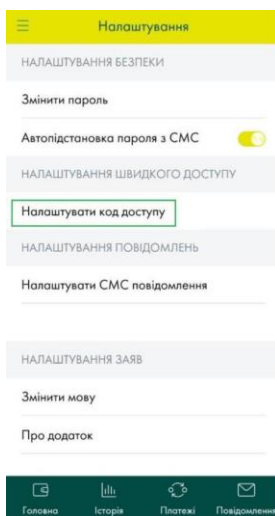 Налаштування
НАЛАШТУВАННЯ БЕЗПЕКИ
Змінити пароль
Автопідстановка пароля з СМС
НАЛАШТУВАННЯ ШВИДКОГО ДОСТУПУ
Налаштувати код доступу
НАЛАШТУВАННЯ ПОВІДОМЛЕНЬ
Налаштувати СМС повідомлення
НАЛАШТУВАННЯ ЗАЯВ
Змінити мову
Про додаток
Головна Історія Платежі Повідомлення